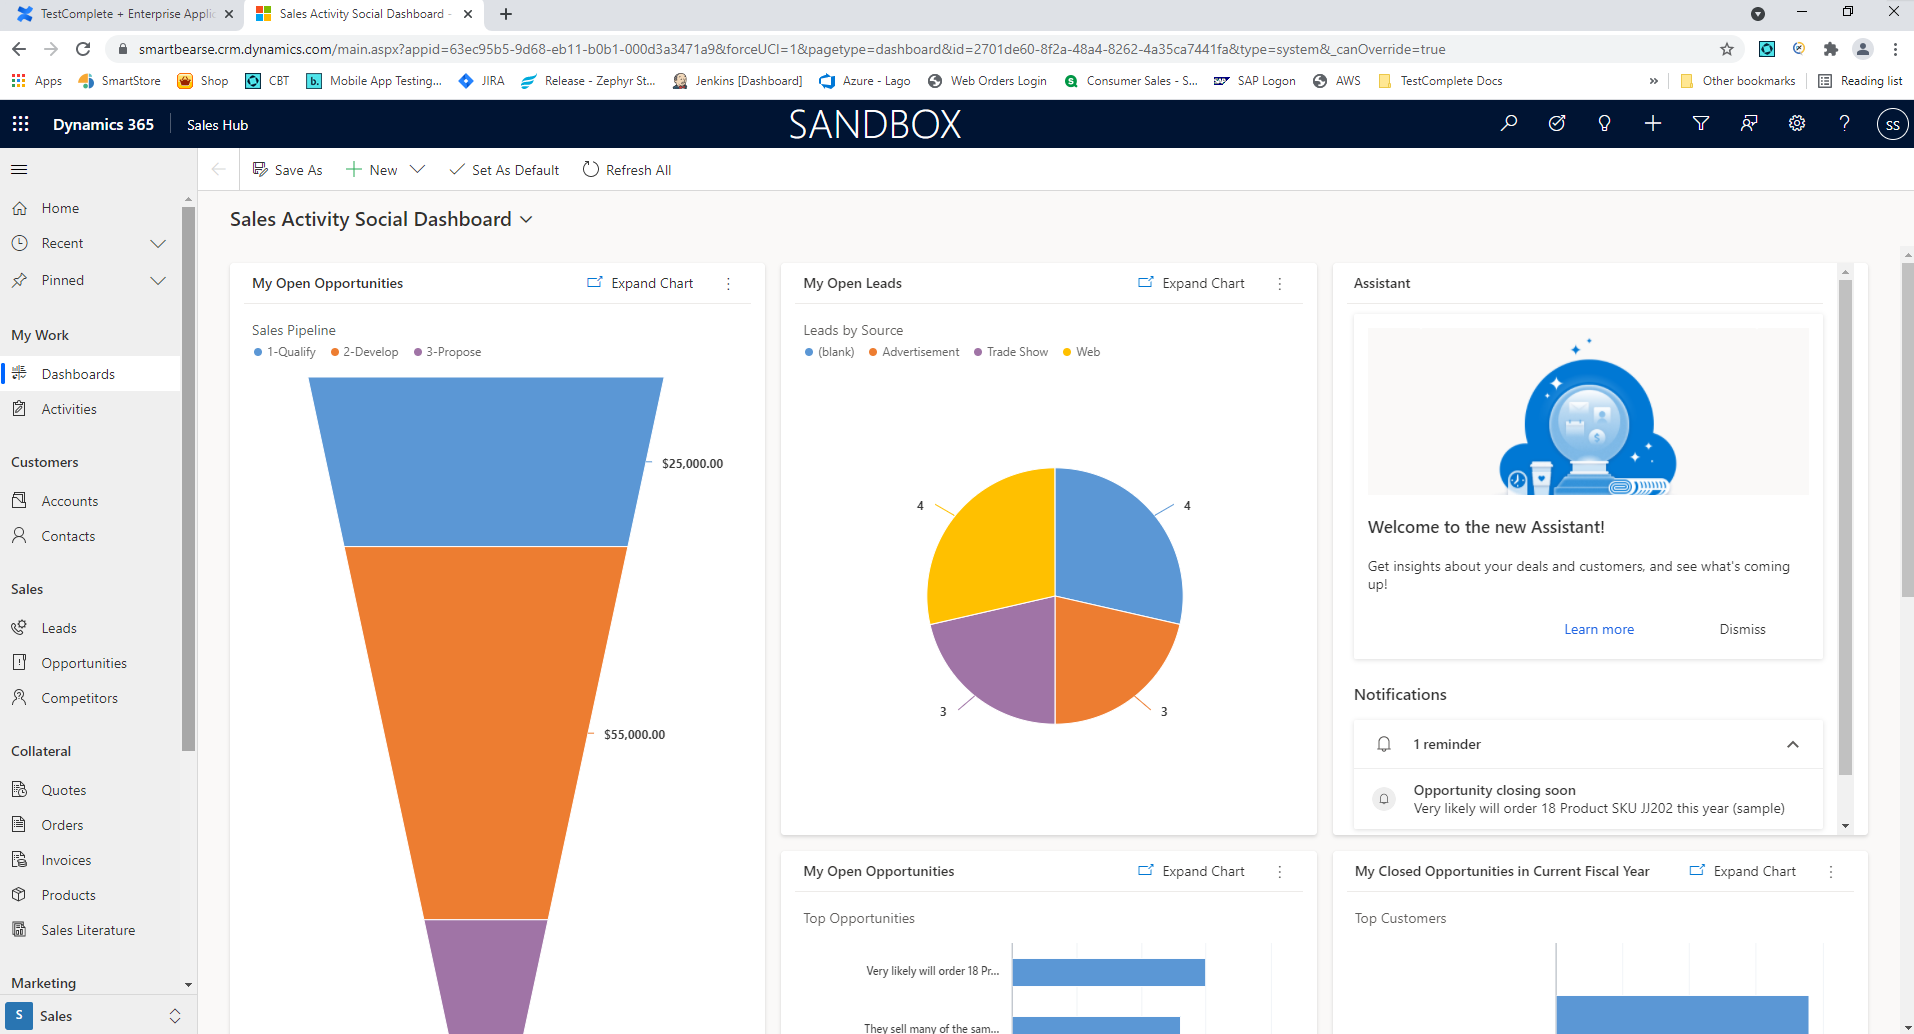 TestComplete + Enterprise Applic
Sales Activity Social Dashboard -
smartbearse.crm.dynamics.com/main.aspx?appid=63ec95b5-9d68-eb11-b0b1-000d3a3471a9&forceUCI=1&pagetype=dashboard&id=2701de60-8f2a-48a4-8262-4a35ca7441fa&type=system&_canOverride=true
Apps
SmartStore
Shop
CBT
b.
Mobile App Testing...
JIRA
Release - Zephyr St...
Jenkins [Dashboard]
Azure - Lago
Web Orders Login
S
Consumer Sales - S...
SAP
SAP Logon
AWS
TestComplete Docs
»
Other bookmarks
Reading list
Dynamics 365
Sales Hub
SANDBOX
SS
Save As
New
Set As Default
Refresh All
Home
Recent
Pinned
My Work
Dashboards
Activities
Customers
Accounts
Contacts
Sales
Leads
Opportunities
Competitors
Collateral
Quotes
Orders
Invoices
Products
Sales Literature
Marketing
S
Sales
Sales Activity Social Dashboard
My Open Opportunities
Expand Chart
Sales Pipeline
1-Qualify 2-Develop 3-Propose
$25,000.00
$55,000.00
My Open Leads
Expand Chart
Leads by Source
(blank) Advertisement Trade Show Web
4
4
3
3
Assistant
Welcome to the new Assistant!
Get insights about your deals and customers, and see what's coming
up!
Learn more
Dismiss
Notifications
1 reminder
Opportunity closing soon
Very likely will order 18 Product SKU JJ202 this year (sample)
My Open Opportunities
Expand Chart
Top Opportunities
Very likely will order 18 Pr...
They sell many of the sam...
My Closed Opportunities in Current Fiscal Year
Expand Chart
Top Customers